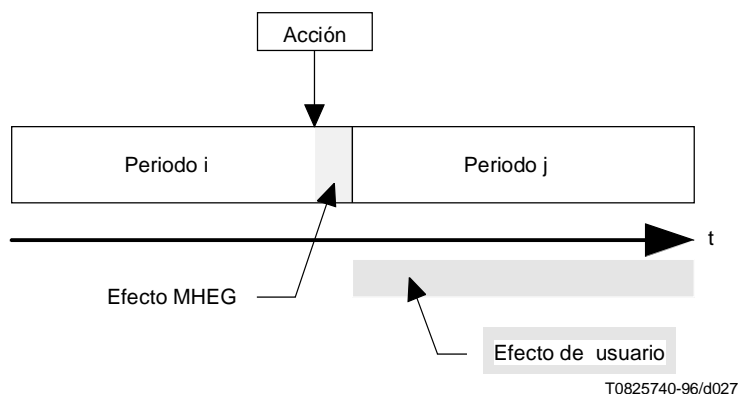 Acción
Periodo i
Periodo j
t
Efecto MHEG
Efecto de usuario
T0825740-96/d027